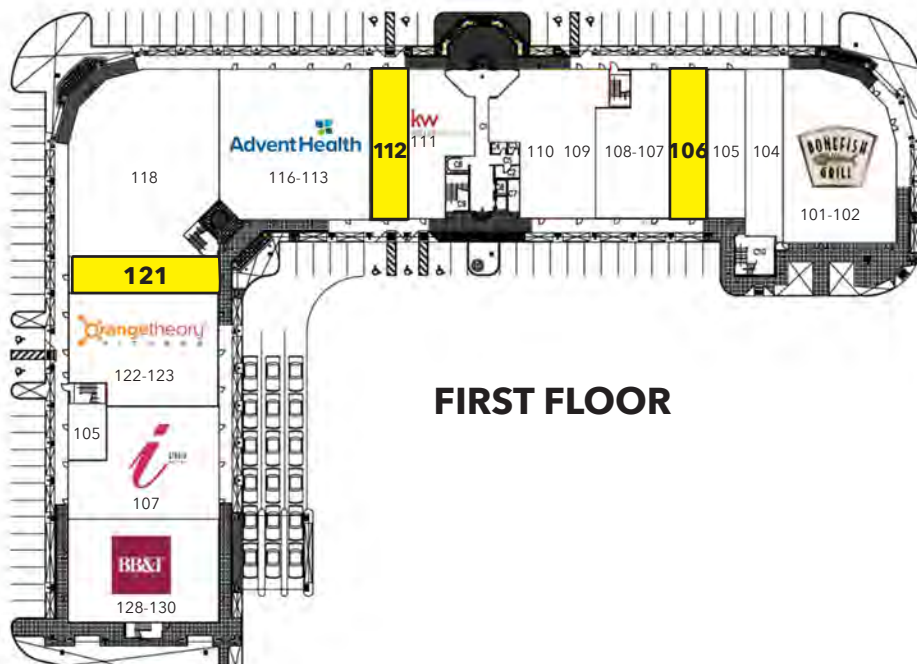 AdventHealth
kw
112
111
110
109
108-107
106
105
104
BONEFISH
GRILL
118
116-113
101-102
121
orangetheory
FITNESS
122-123
FIRST FLOOR
105
i
107
BB&T
128-130